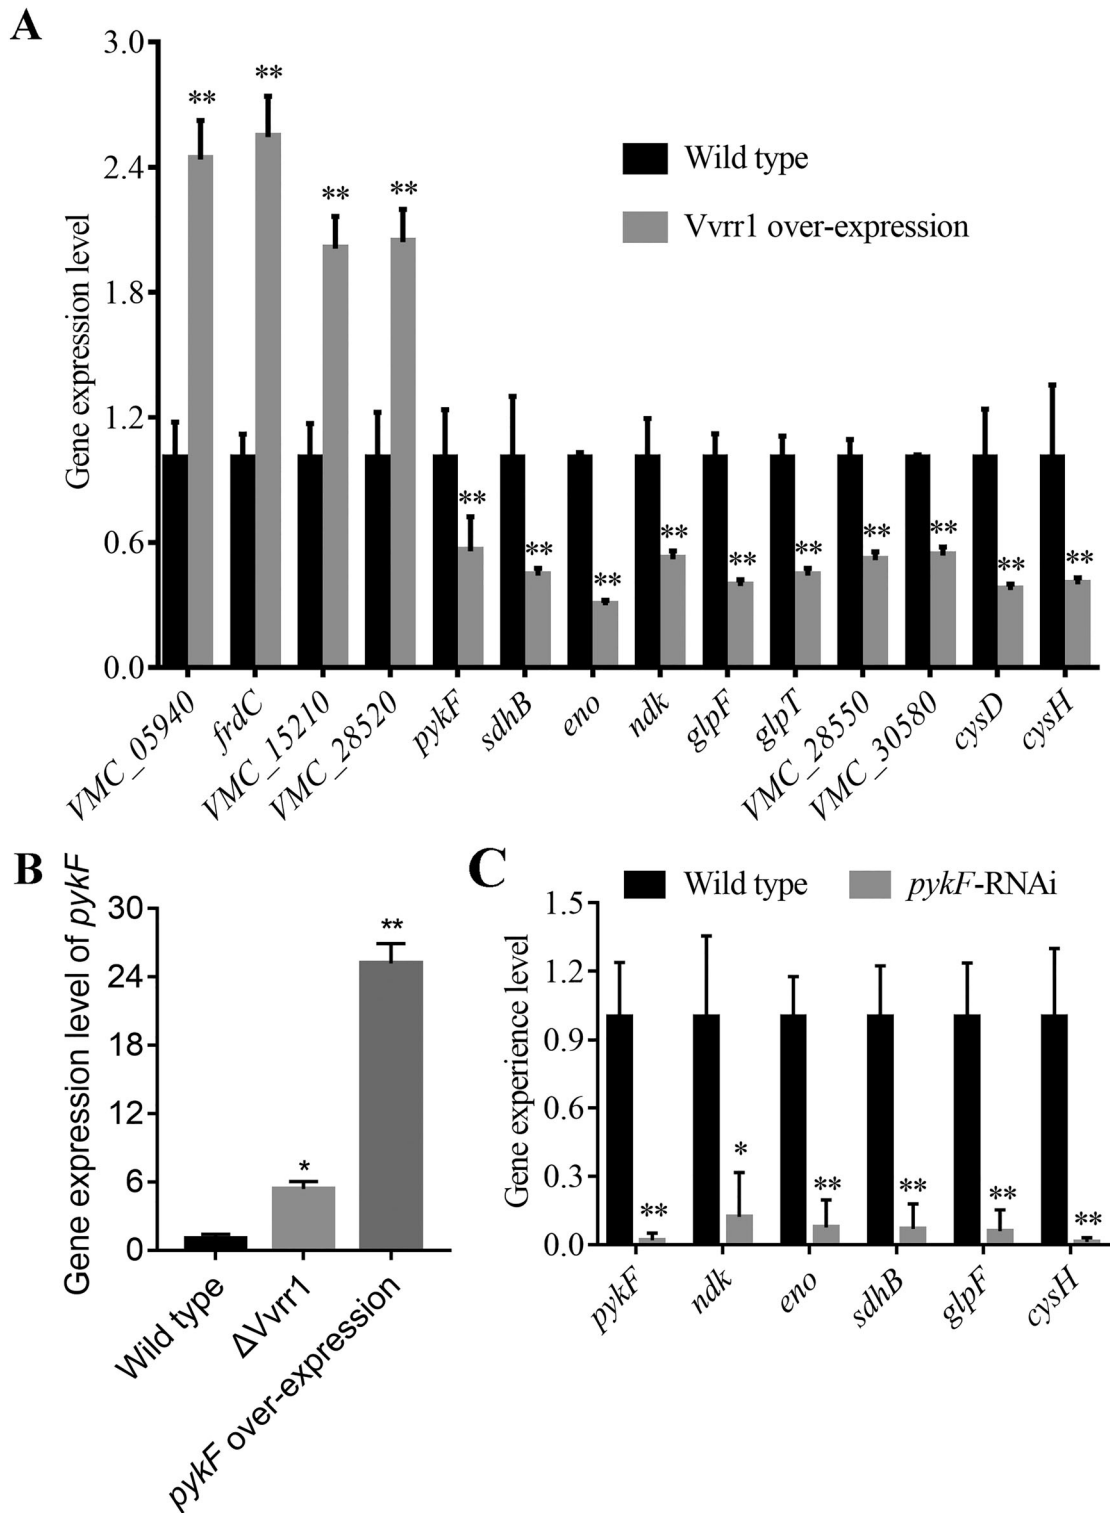 A
3.0
2.4
1.8
1.2
0.6
0.0
Gene expression level
** ** ** ** ** ** ** ** ** ** ** ** ** **
Wild type
Vvrr1 over-expression
VMC_05940
frdC
VMC_15210
VMC_28520
pykF
sdhB
eno
ndk
glpF
glpT
VMC_28550
VMC_30580
cysD
cysH
B
30
24
18
12
6
0
Gene expression level of pykF
* **
Wild type
ΔVvrr1
pykF over-expression
C
Wild type
pykF-RNAi
1.5
1.2
0.9
0.6
0.3
0.0
Gene experience level
** * ** ** ** **
pykF
ndk
eno
sdhB
glpF
cysH